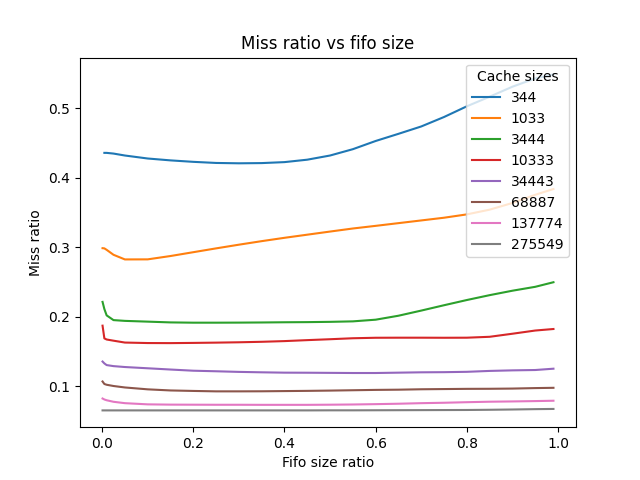 Miss ratio vs fifo size
Cache sizes
344
1033
3444
10333
34443
68887
137774
275549
Miss ratio
0.5
0.4
0.3
0.2
0.1
0.0 0.2 0.4 0.6 0.8 1.0
Fifo size ratio